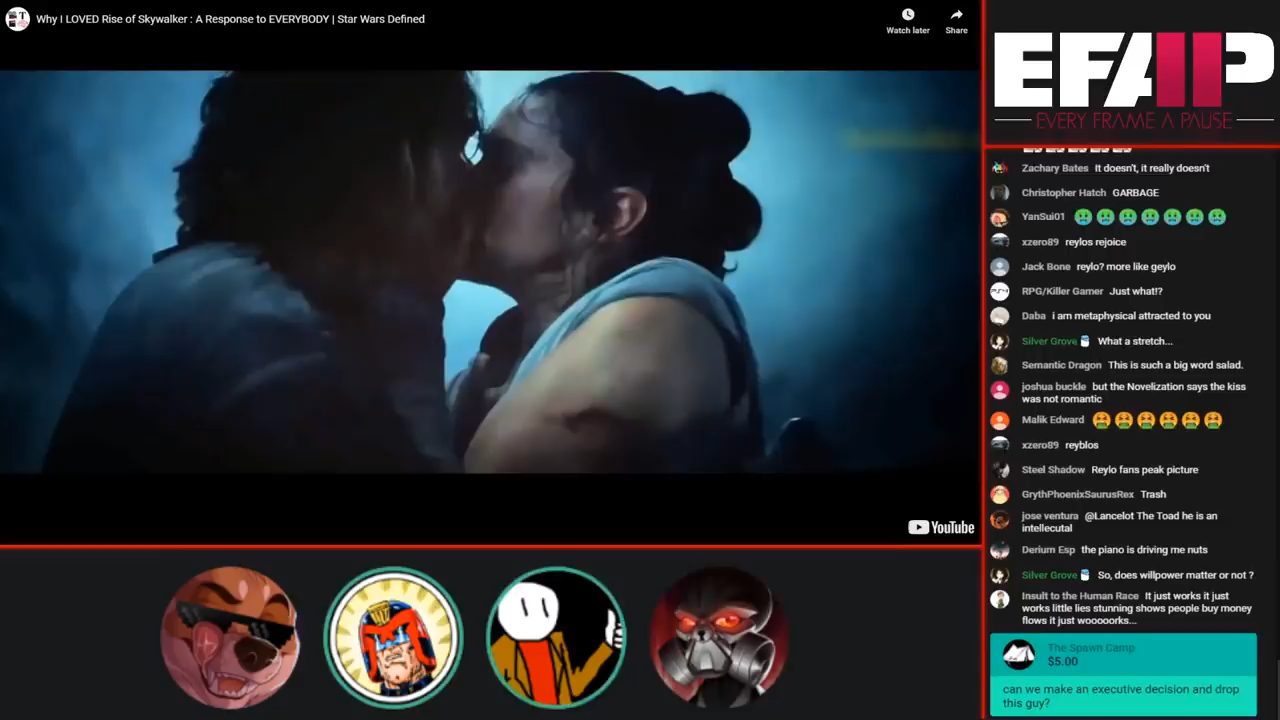 Why I LOVED Rise of Skywalker : A Response to EVERYBODY | Star Wars Defined
Watch later
Share
YouTube
EFAP
EVERY FRAME A PAUSE
Zachary Bates It doesn't, it really doesn't
Christopher Hatch GARBAGE
YanSui01 🤢🤢🤢🤢🤢🤢🤢
xzero89 reylos rejoice
Jack Bone reylo? more like geylo
RPG/Killer Gamer Just what!?
Daba i am metaphysical attracted to you
Silver Grove What a stretch...
Semantic Dragon This is such a big word salad.
joshua buckle but the Novelization says the kiss
was not romantic
Malik Edward 🤮🤮🤮🤮🤮🤮
xzero89 reyblos
Steel Shadow Reylo fans peak picture
GrythPhoenixSaurusRex Trash
jose ventura @Lancelot The Toad he is an
intellecutal
Derium Esp the piano is driving me nuts
Silver Grove So, does willpower matter or not ?
Insult to the Human Race It just works it just
works little lies stunning shows people buy money
flows it just wooooorks...
The Spawn Camp
$5.00
can we make an executive decision and drop
this guy?